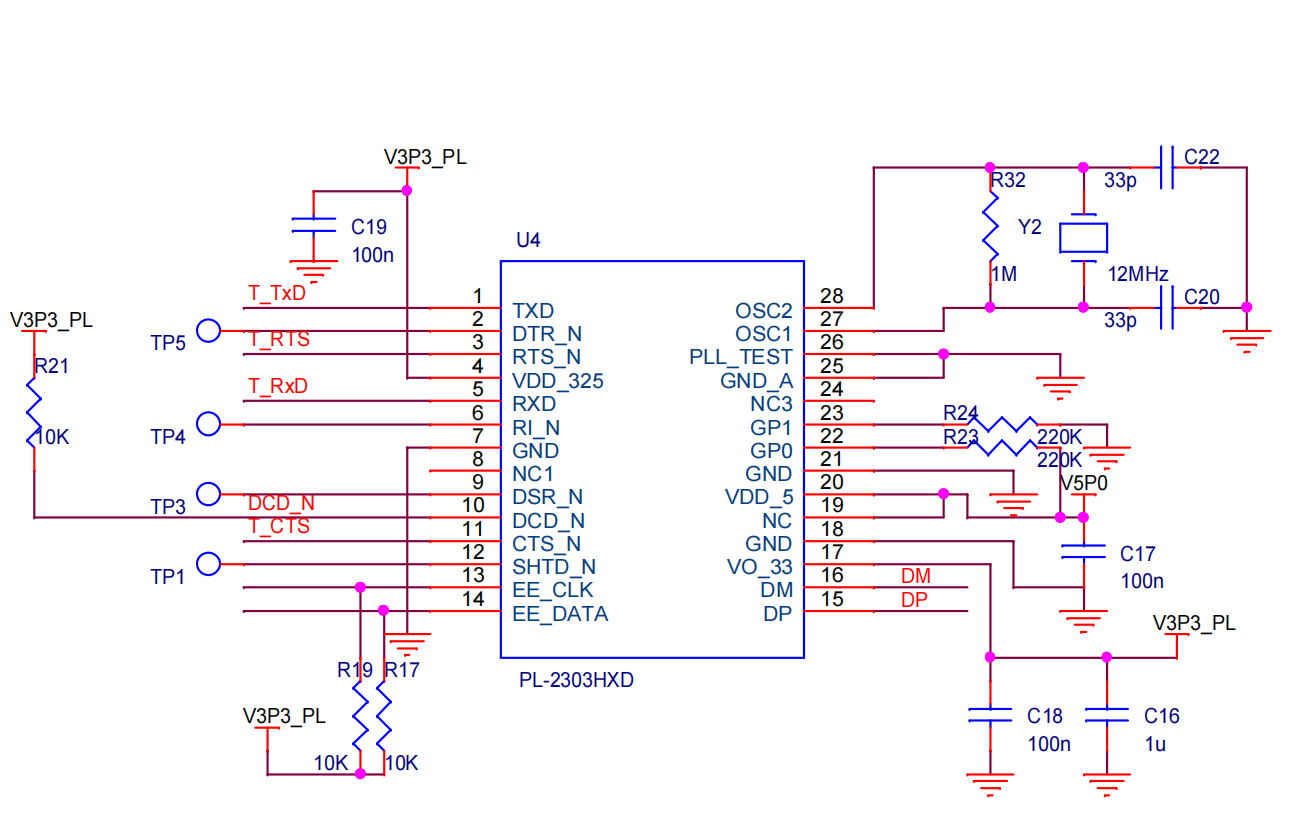 V3P3_PL
C22
R32
33p
C19
Y2
100n
U4
1M
12MHz
T_TxD
1
TXD
OSC2
28
33p
C20
V3P3_PL
TP5
2
DTR_N
OSC1
27
T_RTS
3
RTS_N
PLL_TEST
26
R21
4
VDD_325
GND_A
25
T_RxD
5
RXD
NC3
24
10K
TP4
6
RI_N
GP1
23
R24
220K
7
GND
GP0
22
R23
220K
8
NC1
GND
21
V5P0
TP3
9
DSR_N
VDD_5
20
DCD_N
10
DCD_N
NC
19
T_CTS
11
CTS_N
GND
18
C17
100n
TP1
12
SHTD_N
VO_33
17
13
EE_CLK
DM
16
DM
14
EE_DATA
DP
15
DP
V3P3_PL
R19
R17
PL-2303HXD
V3P3_PL
C18
100n
C16
1u
10K
10K